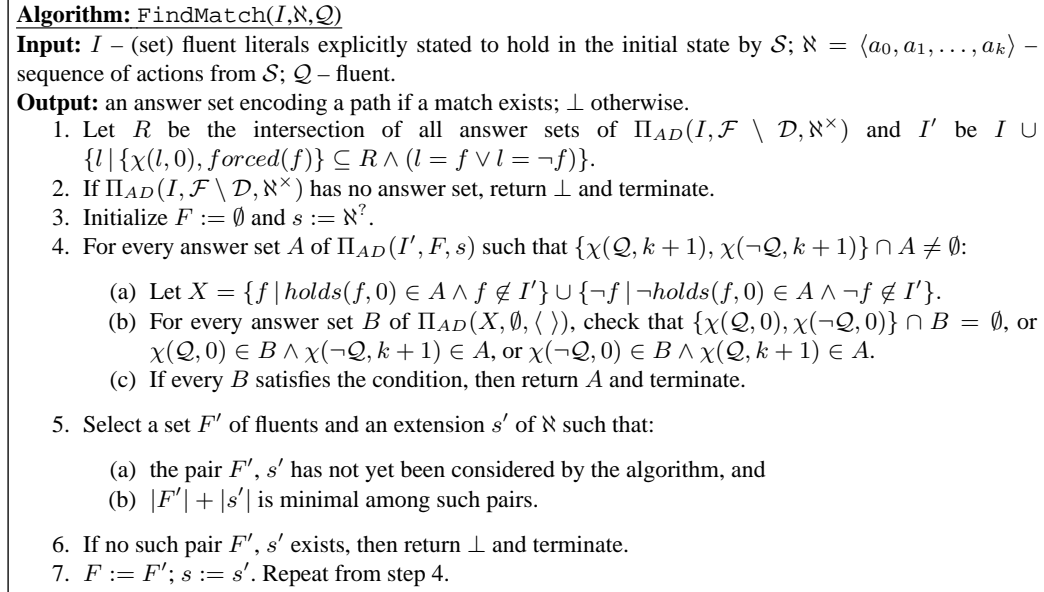 Algorithm: FindMatch(I,ℵ,𝒬)
Input: I – (set) fluent literals explicitly stated to hold in the initial state by 𝒮; ℵ = ⟨a₀, a₁, . . . , aₖ⟩ –
sequence of actions from 𝒮; 𝒬 – fluent.
Output: an answer set encoding a path if a match exists; ⊥ otherwise.
1. Let R be the intersection of all answer sets of Π_AD(I, ℱ \ 𝒟, ℵ^×) and I′ be I ∪
{l | {χ(l, 0), forced(f)} ⊆ R ∧ (l = f ∨ l = ¬f)}.
2. If Π_AD(I, ℱ \ 𝒟, ℵ^×) has no answer set, return ⊥ and terminate.
3. Initialize F := ∅ and s := ℵ^?.
4. For every answer set A of Π_AD(I′, F, s) such that {χ(𝒬, k + 1), χ(¬𝒬, k + 1)} ∩ A ≠ ∅:
(a) Let X = {f | holds(f, 0) ∈ A ∧ f ∉ I′} ∪ {¬f | ¬holds(f, 0) ∈ A ∧ ¬f ∉ I′}.
(b) For every answer set B of Π_AD(X, ∅, ⟨ ⟩), check that {χ(𝒬, 0), χ(¬𝒬, 0)} ∩ B = ∅, or
χ(𝒬, 0) ∈ B ∧ χ(¬𝒬, k + 1) ∈ A, or χ(¬𝒬, 0) ∈ B ∧ χ(𝒬, k + 1) ∈ A.
(c) If every B satisfies the condition, then return A and terminate.
5. Select a set F′ of fluents and an extension s′ of ℵ such that:
(a) the pair F′, s′ has not yet been considered by the algorithm, and
(b) |F′| + |s′| is minimal among such pairs.
6. If no such pair F′, s′ exists, then return ⊥ and terminate.
7. F := F′; s := s′. Repeat from step 4.